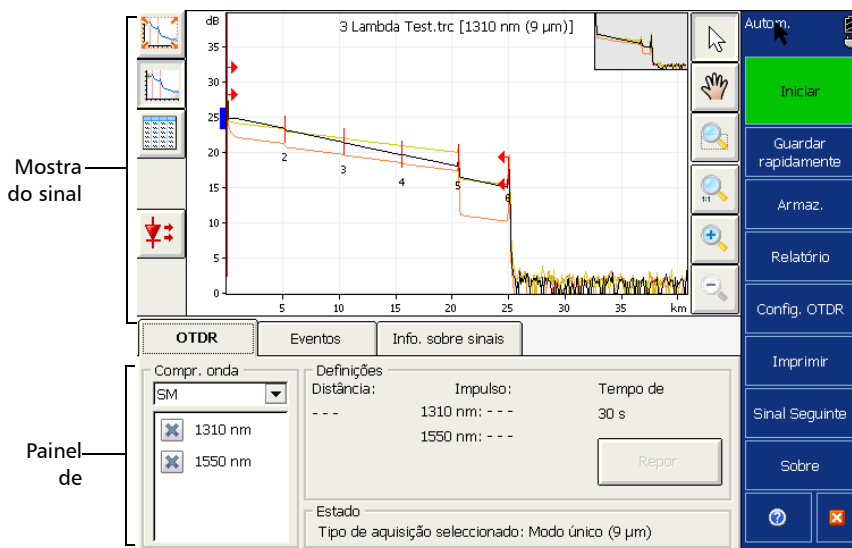 Mostra
do sinal
dB
3 Lambda Test.trc [1310 nm (9 µm)]
35
30
25
20
15
10
5
0
2
3
4
5
6
5
10
15
20
25
30
35
km
1:1
OTDR
Eventos
Info. sobre sinais
Painel
de
Compr. onda
SM
1310 nm
1550 nm
Definições
Distância:
Impulso:
Tempo de
- - -
1310 nm: - - -
30 s
1550 nm: - - -
Repor
Estado
Tipo de aquisição seleccionado: Modo único (9 µm)
Autom.
Iniciar
Guardar
rapidamente
Armaz.
Relatório
Config. OTDR
Imprimir
Sinal Seguinte
Sobre
?